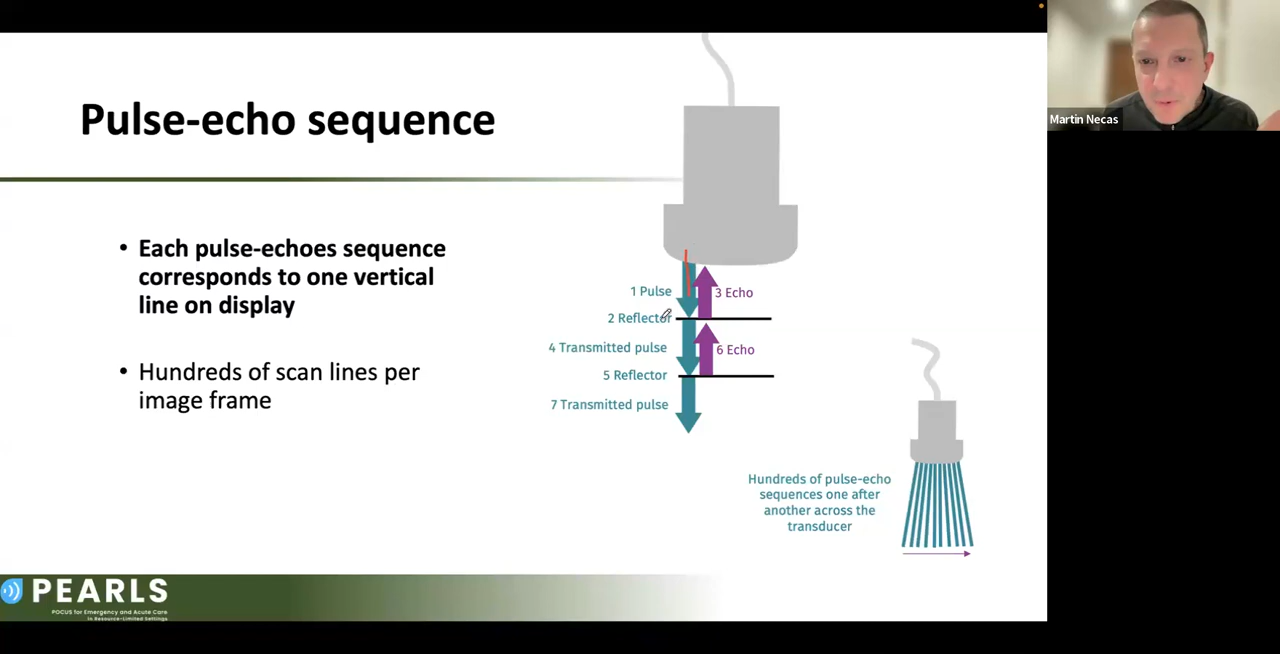 Martin Necas
Pulse-echo sequence
• Each pulse-echoes sequence
corresponds to one vertical
line on display
• Hundreds of scan lines per
image frame
1 Pulse
3 Echo
2 Reflector
4 Transmitted pulse
6 Echo
5 Reflector
7 Transmitted pulse
Hundreds of pulse-echo
sequences one after
another across the
transducer
PEARLS
POCUS for Emergency and Acute Care
in Resource-Limited Settings